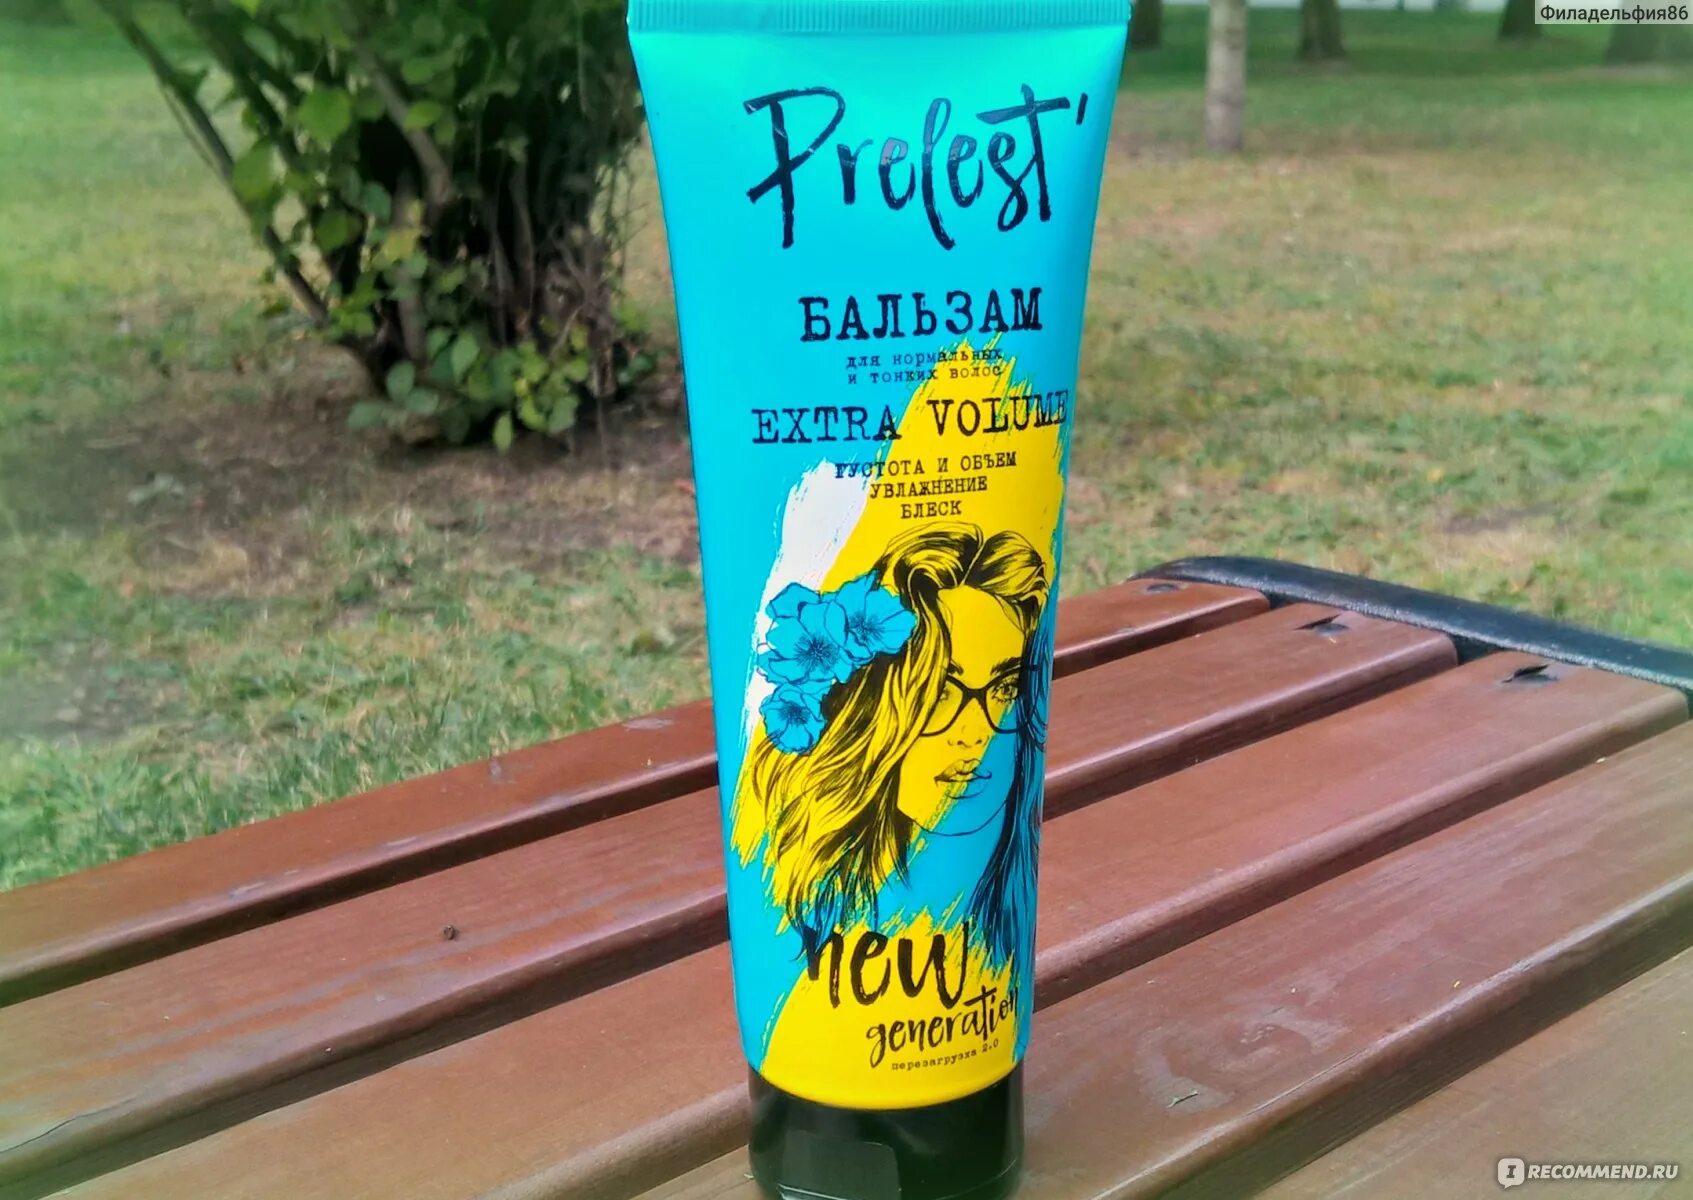 Филадельфия86
Prelest'
БАЛЬЗАМ
для нормальных
и тонких волос
EXTRA VOLUME
ГУСТОТА И ОБЪЕМ
УВЛАЖНЕНИЕ
БЛЕСК
new
generation
перезагрузка 2.0
IRECOMMEND.RU